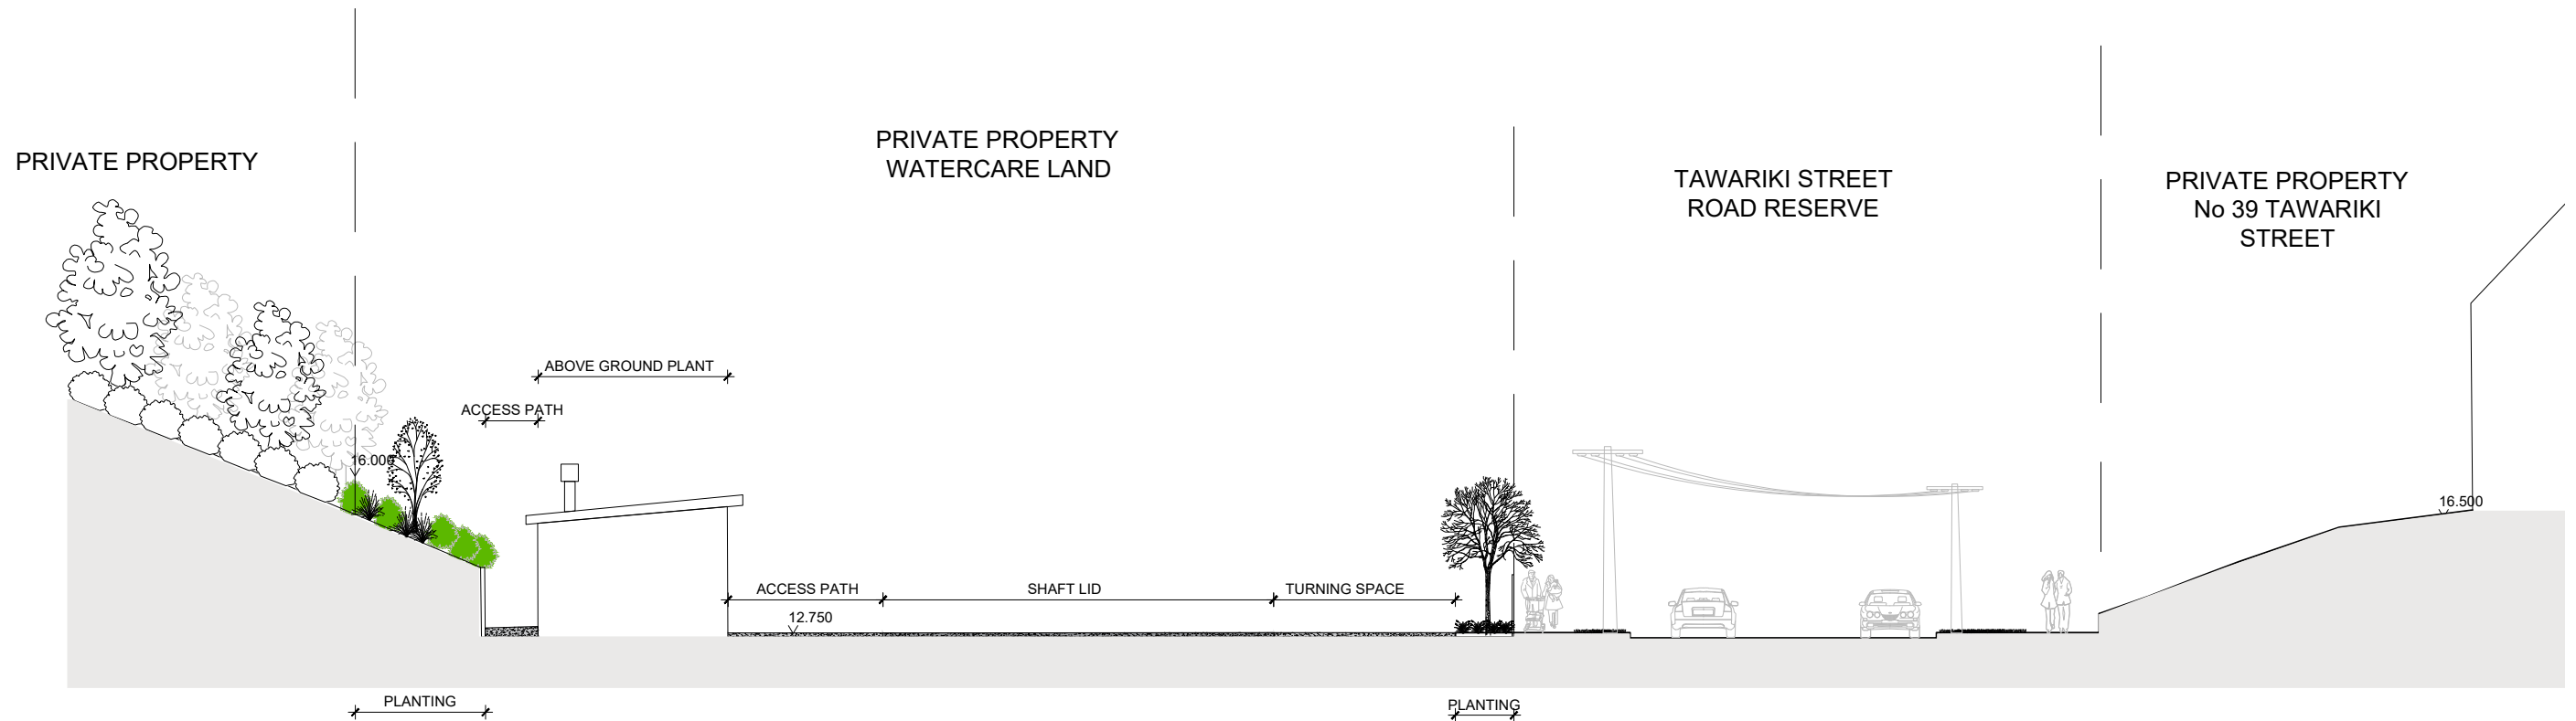 PRIVATE PROPERTY
PRIVATE PROPERTY
WATERCARE LAND
TAWARIKI STREET
ROAD RESERVE
PRIVATE PROPERTY
No 39 TAWARIKI
STREET
ABOVE GROUND PLANT
ACCESS PATH
16.000
16.500
ACCESS PATH
SHAFT LID
TURNING SPACE
12.750
PLANTING
PLANTING